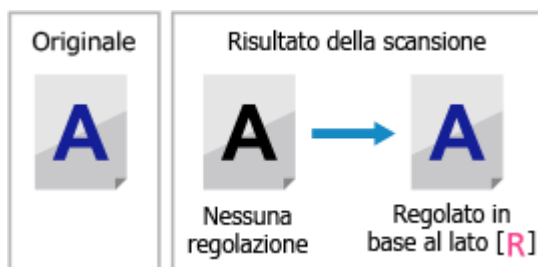 Originale
Risultato della scansione
A
A
A
Nessuna
regolazione
Regolato in
base al lato [R]